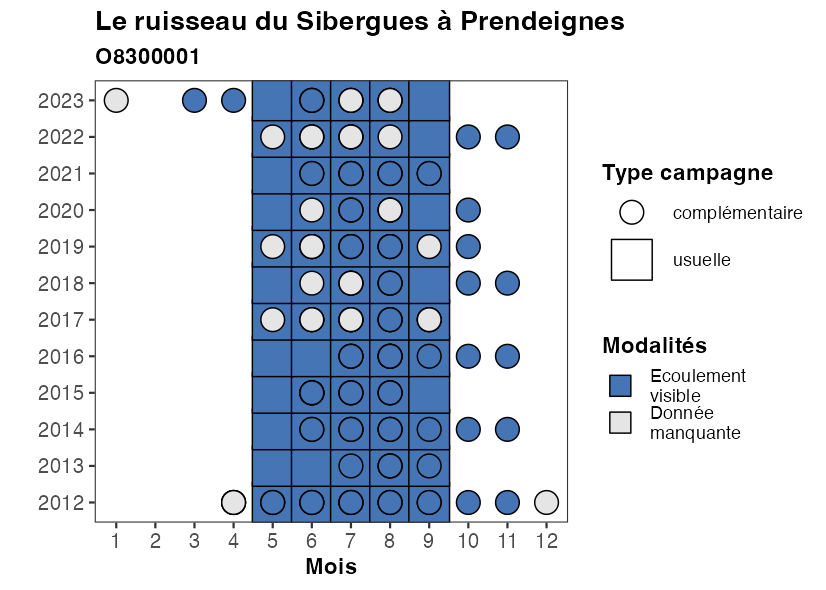 Le ruisseau du Sibergues à Prendeignes
O8300001
2023
2022
2021
2020
2019
2018
2017
2016
2015
2014
2013
2012
1 2 3 4 5 6 7 8 9 10 11 12
Mois
Type campagne
complémentaire
usuelle
Modalités
Ecoulement
visible
Donnée
manquante